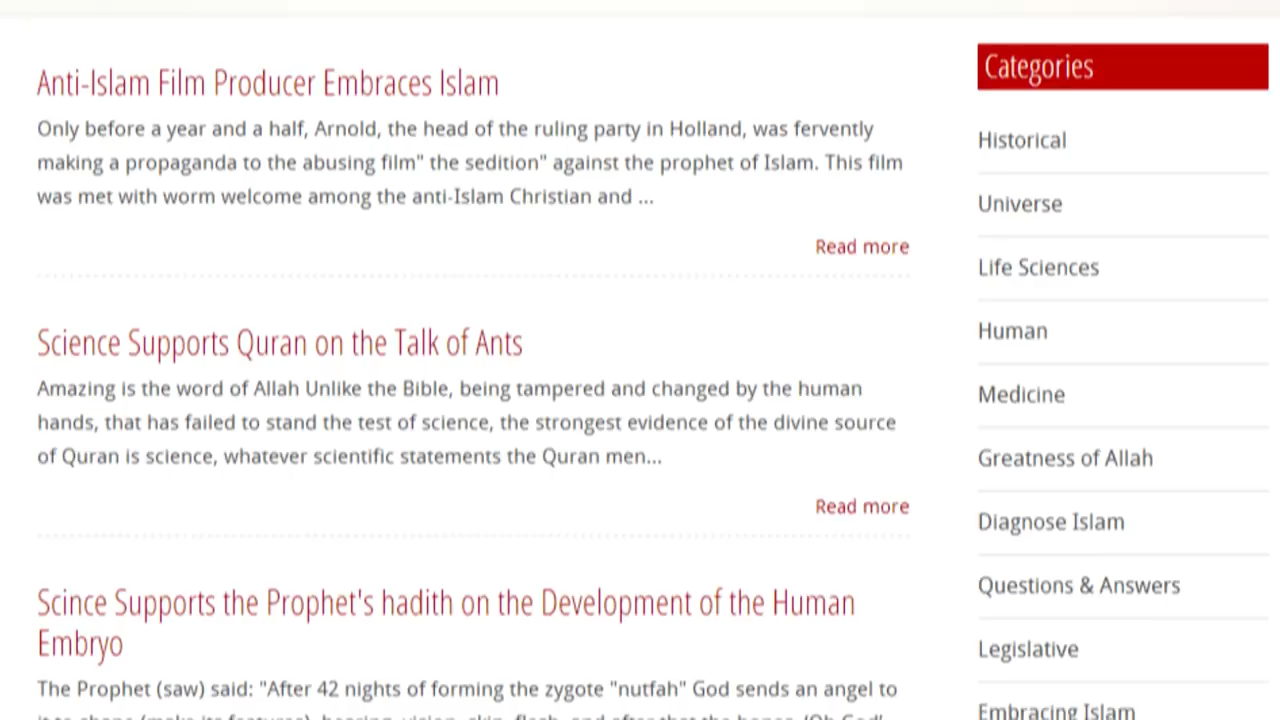 Anti-Islam Film Producer Embraces Islam
Only before a year and a half, Arnold, the head of the ruling party in Holland, was fervently
making a propaganda to the abusing film" the sedition" against the prophet of Islam. This film
was met with worm welcome among the anti-Islam Christian and ...
Read more
Science Supports Quran on the Talk of Ants
Amazing is the word of Allah Unlike the Bible, being tampered and changed by the human
hands, that has failed to stand the test of science, the strongest evidence of the divine source
of Quran is science, whatever scientific statements the Quran men...
Read more
Scince Supports the Prophet's hadith on the Development of the Human
Embryo
The Prophet (saw) said: "After 42 nights of forming the zygote "nutfah" God sends an angel to
Categories
Historical
Universe
Life Sciences
Human
Medicine
Greatness of Allah
Diagnose Islam
Questions & Answers
Legislative
Embracing Islam